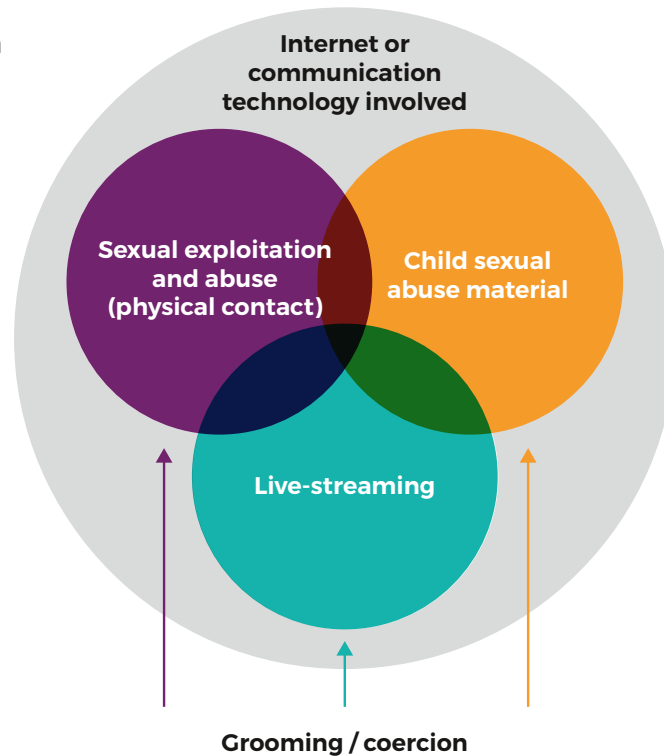 Internet or
communication
technology involved
Sexual exploitation
and abuse
(physical contact)
Child sexual
abuse material
Live-streaming
Grooming / coercion